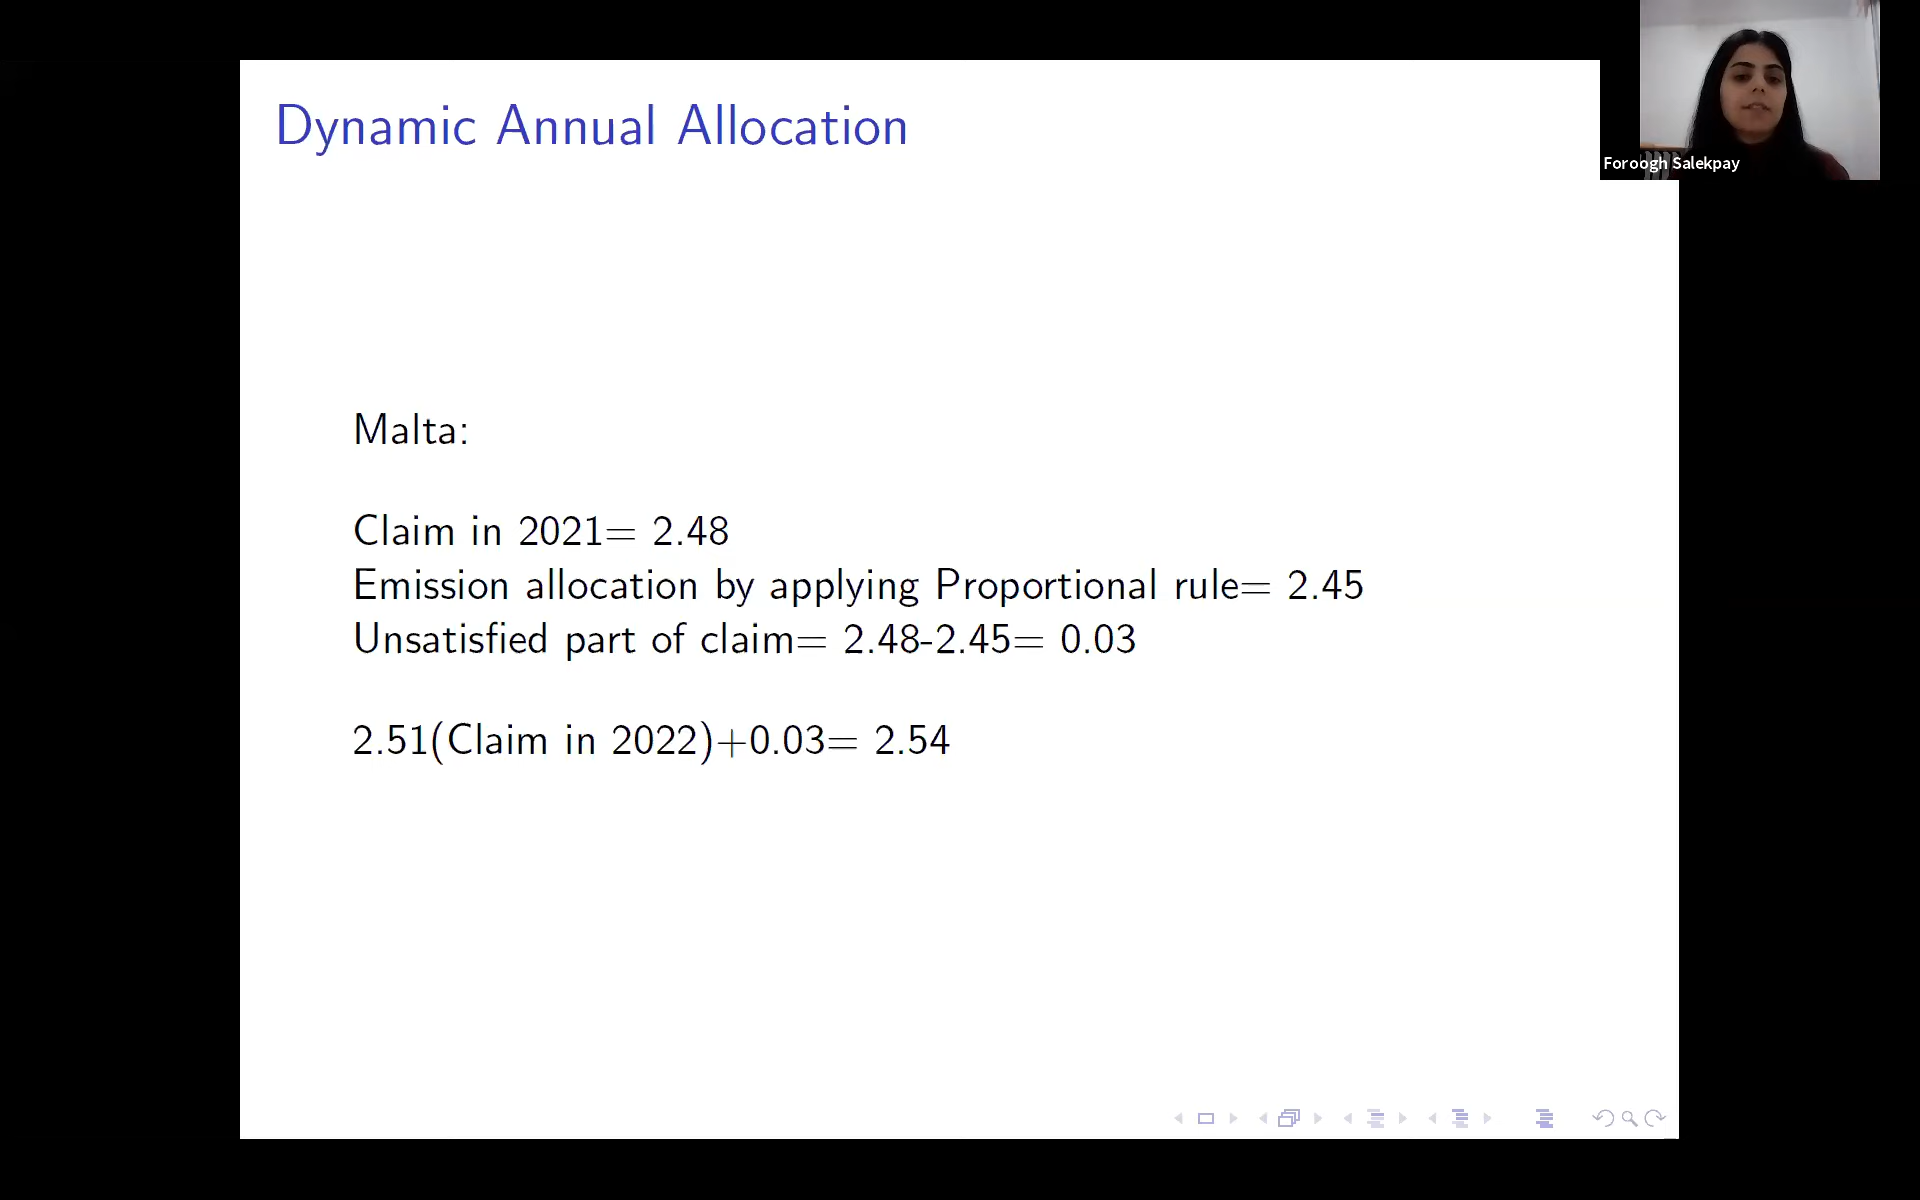 Dynamic Annual Allocation
Foroogh Salekpay
Malta:
Claim in 2021= 2.48
Emission allocation by applying Proportional rule= 2.45
Unsatisfied part of claim= 2.48-2.45= 0.03
2.51(Claim in 2022)+0.03= 2.54